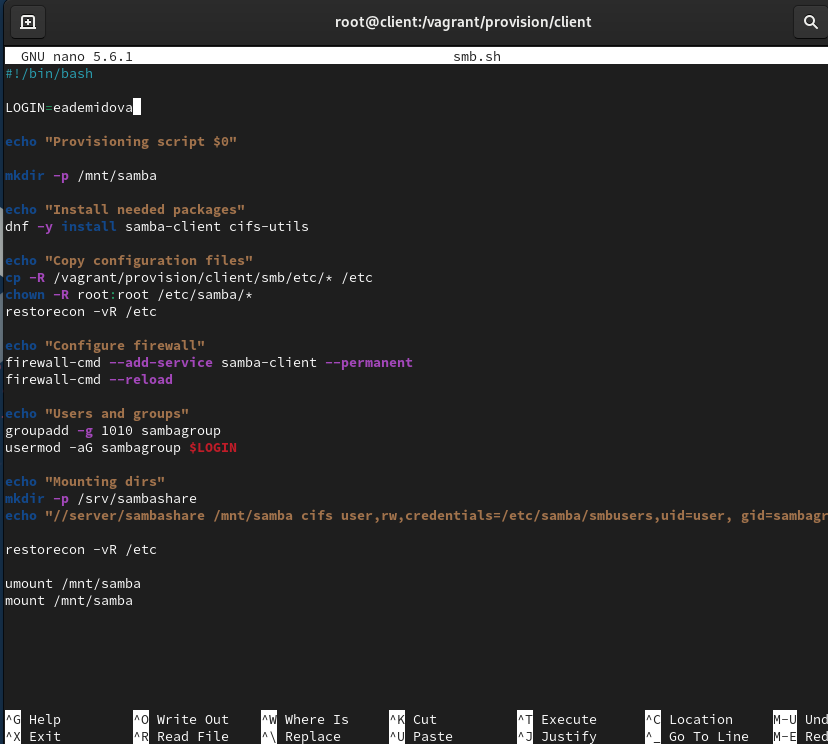 root@client:/vagrant/provision/client
GNU nano 5.6.1 smb.sh
#!/bin/bash
LOGIN=eademidova
echo "Provisioning script $0"
mkdir -p /mnt/samba
echo "Install needed packages"
dnf -y install samba-client cifs-utils
echo "Copy configuration files"
cp -R /vagrant/provision/client/smb/etc/* /etc
chown -R root:root /etc/samba/*
restorecon -vR /etc
echo "Configure firewall"
firewall-cmd --add-service samba-client --permanent
firewall-cmd --reload
echo "Users and groups"
groupadd -g 1010 sambagroup
usermod -aG sambagroup $LOGIN
echo "Mounting dirs"
mkdir -p /srv/sambashare
echo "//server/sambashare /mnt/samba cifs user,rw,credentials=/etc/samba/smbusers,uid=user, gid=sambagr
restorecon -vR /etc
umount /mnt/samba
mount /mnt/samba
^G Help ^O Write Out ^W Where Is ^K Cut ^T Execute ^C Location M-U Und
^X Exit ^R Read File ^\ Replace ^U Paste ^J Justify ^_ Go To Line M-E Red